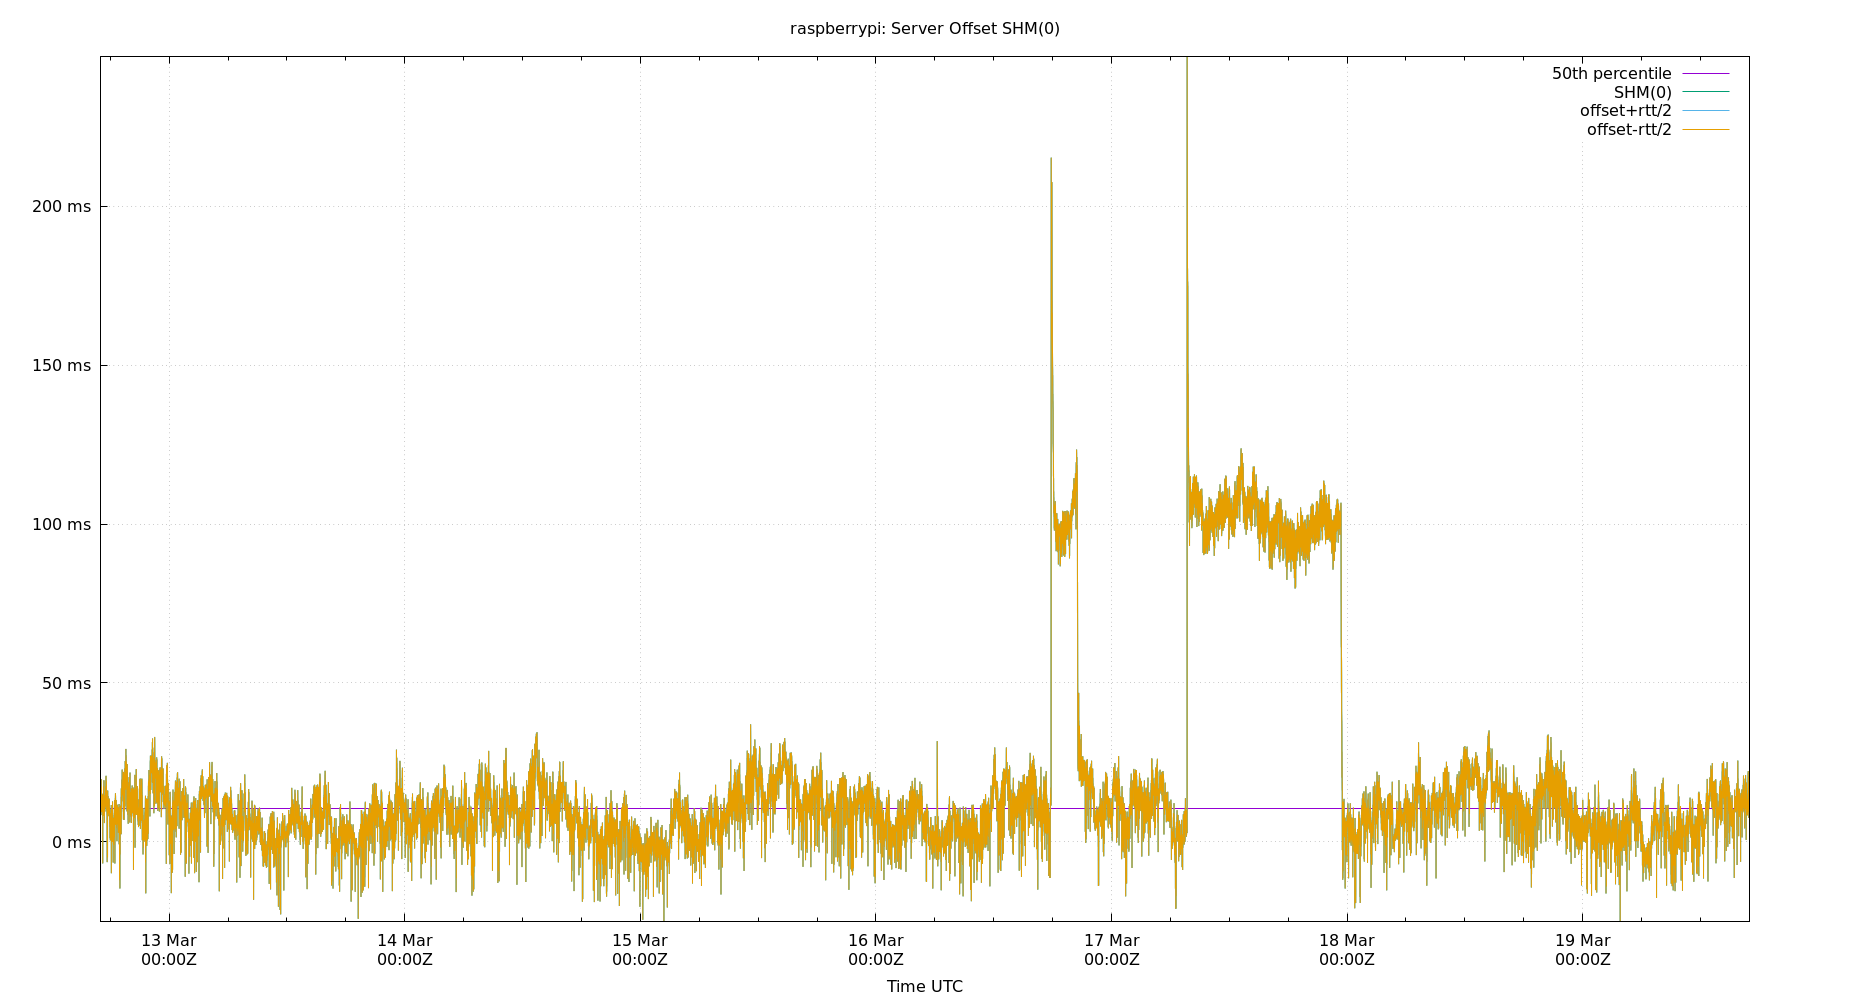 raspberrypi: Server Offset SHM(0)
50th percentile
SHM(0)
offset+rtt/2
offset-rtt/2
200 ms
150 ms
100 ms
50 ms
0 ms
13 Mar 14 Mar 15 Mar 16 Mar 17 Mar 18 Mar 19 Mar
00:00Z 00:00Z 00:00Z 00:00Z 00:00Z 00:00Z 00:00Z
Time UTC